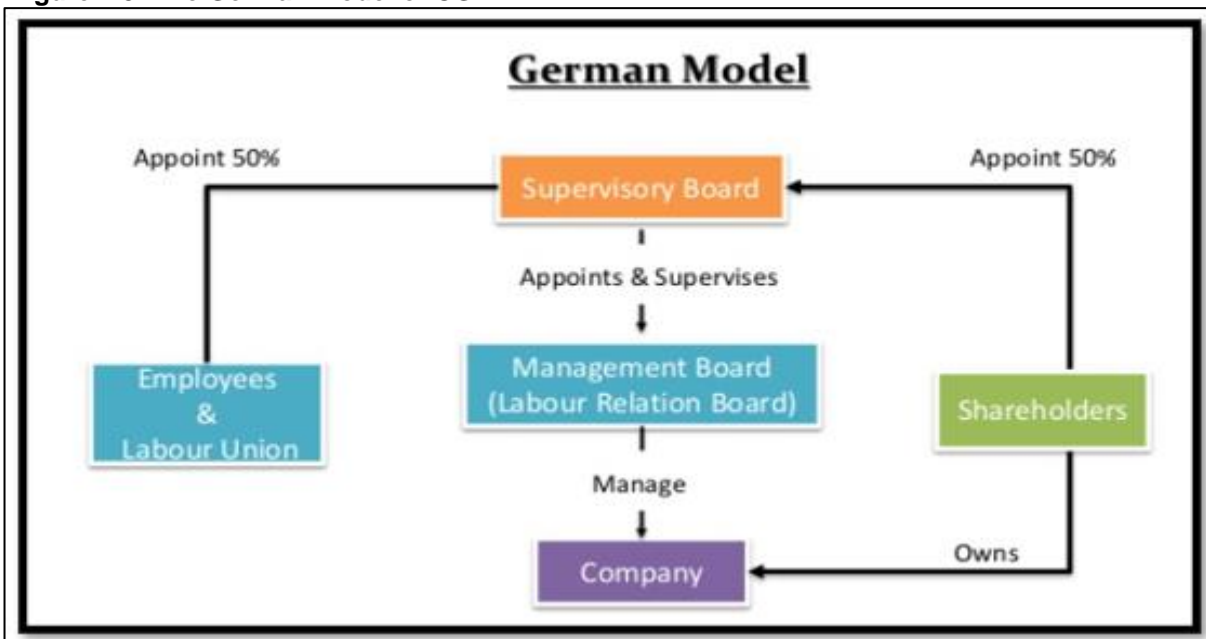 German Model
Appoint 50%
Appoint 50%
Supervisory Board
Appoints & Supervises
Employees
&
Labour Union
Management Board
(Labour Relation Board)
Shareholders
Manage
Owns
Company